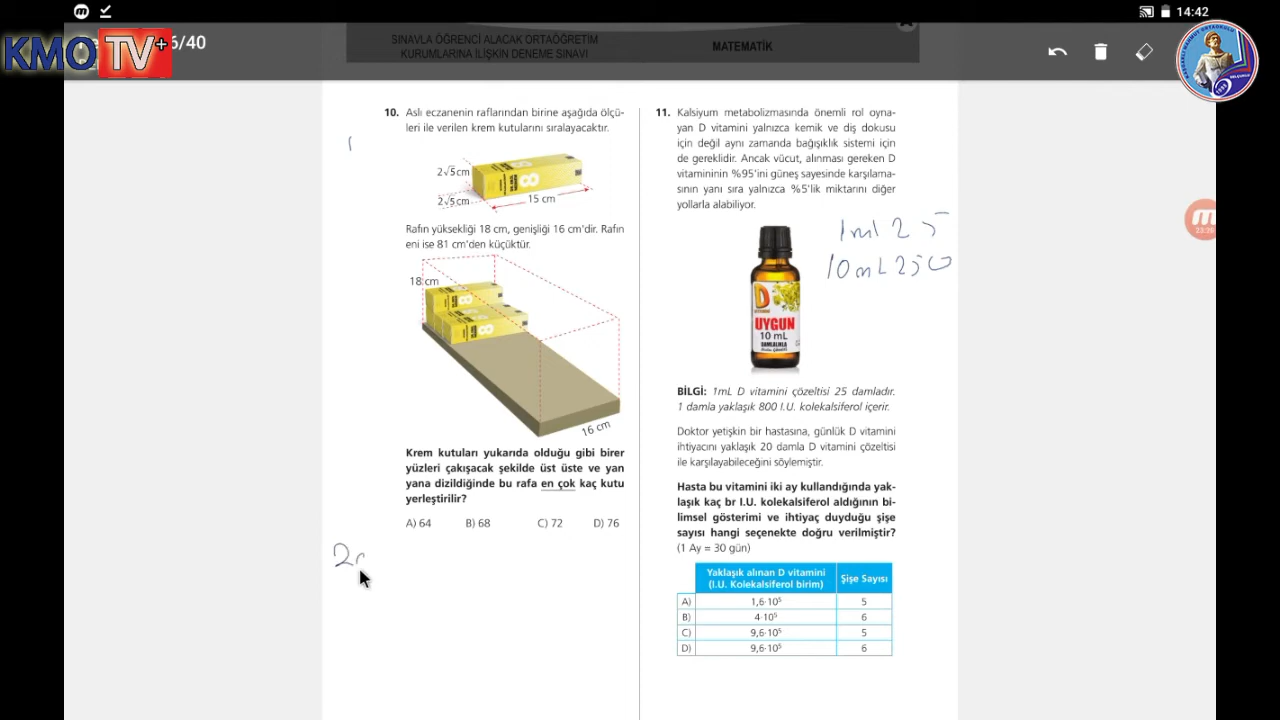 14:42
KMO TV+
6/40
SINAVLA ÖĞRENCİ ALACAK ORTAÖĞRETİM
KURUMLARINA İLİŞKİN DENEME SINAVI
MATEMATİK
10. Aslı eczanenin raflarından birine aşağıda ölçü-
leri ile verilen krem kutularını sıralayacaktır.
2√5 cm
2√5 cm
15 cm
Rafın yüksekliği 18 cm, genişliği 16 cm'dir. Rafın
eni ise 81 cm'den küçüktür.
18 cm
16 cm
Krem kutuları yukarıda olduğu gibi birer
yüzleri çakışacak şekilde üst üste ve yan
yana dizildiğinde bu rafa en çok kaç kutu
yerleştirilir?
A) 64 B) 68 C) 72 D) 76
2
11. Kalsiyum metabolizmasında önemli rol oyna-
yan D vitamini yalnızca kemik ve diş dokusu
için değil aynı zamanda bağışıklık sistemi için
de gereklidir. Ancak vücut, alınması gereken D
vitamininin %95'ini güneş sayesinde karşılama-
sının yanı sıra yalnızca %5'lik miktarını diğer
yollarla alabiliyor.
1ml 25
10mL 250
D
UYGUN
10 mL
DAMLALIKLA
BİLGİ: 1mL D vitamini çözeltisi 25 damladır.
1 damla yaklaşık 800 I.U. kolekalsiferol içerir.
Doktor yetişkin bir hastasına, günlük D vitamini
ihtiyacını yaklaşık 20 damla D vitamini çözeltisi
ile karşılayabileceğini söylemiştir.
Hasta bu vitamini iki ay kullandığında yak-
laşık kaç br I.U. kolekalsiferol aldığının bi-
limsel gösterimi ve ihtiyaç duyduğu şişe
sayısı hangi seçenekte doğru verilmiştir?
(1 Ay = 30 gün)
Yaklaşık alınan D vitamini
(I.U. Kolekalsiferol birim)
Şişe Sayısı
A) 1,6·10⁵ 5
B) 4·10⁵ 6
C) 9,6·10⁵ 5
D) 9,6·10⁵ 6